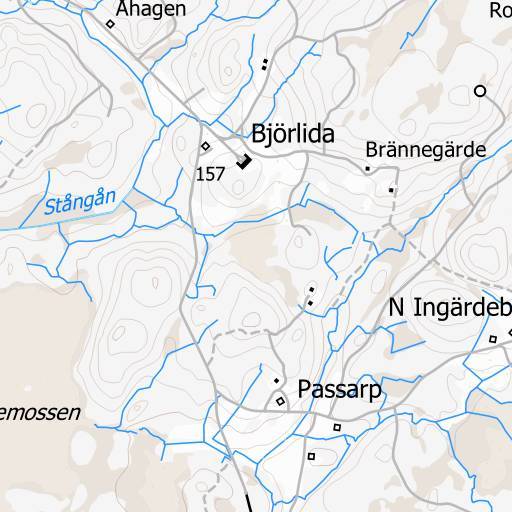 Åhagen
Ro
Björlida
Brännegärde
157
Stångån
N Ingärdeb
Passarp
emossen